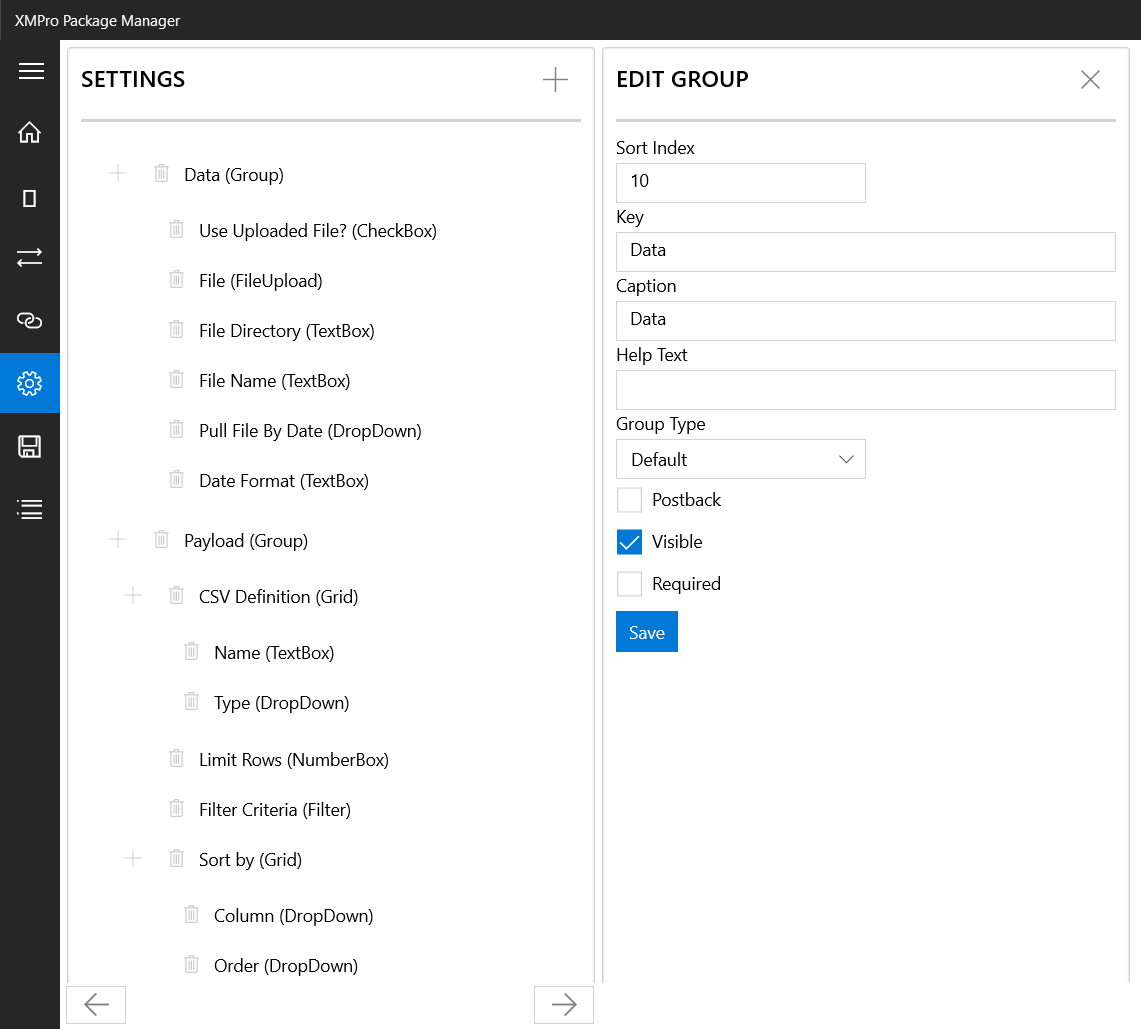 XMPro Package Manager
SETTINGS
Data (Group)
Use Uploaded File? (CheckBox)
File (FileUpload)
File Directory (TextBox)
File Name (TextBox)
Pull File By Date (DropDown)
Date Format (TextBox)
Payload (Group)
CSV Definition (Grid)
Name (TextBox)
Type (DropDown)
Limit Rows (NumberBox)
Filter Criteria (Filter)
Sort by (Grid)
Column (DropDown)
Order (DropDown)
EDIT GROUP
Sort Index
10
Key
Data
Caption
Data
Help Text
Group Type
Default
Postback
Visible
Required
Save